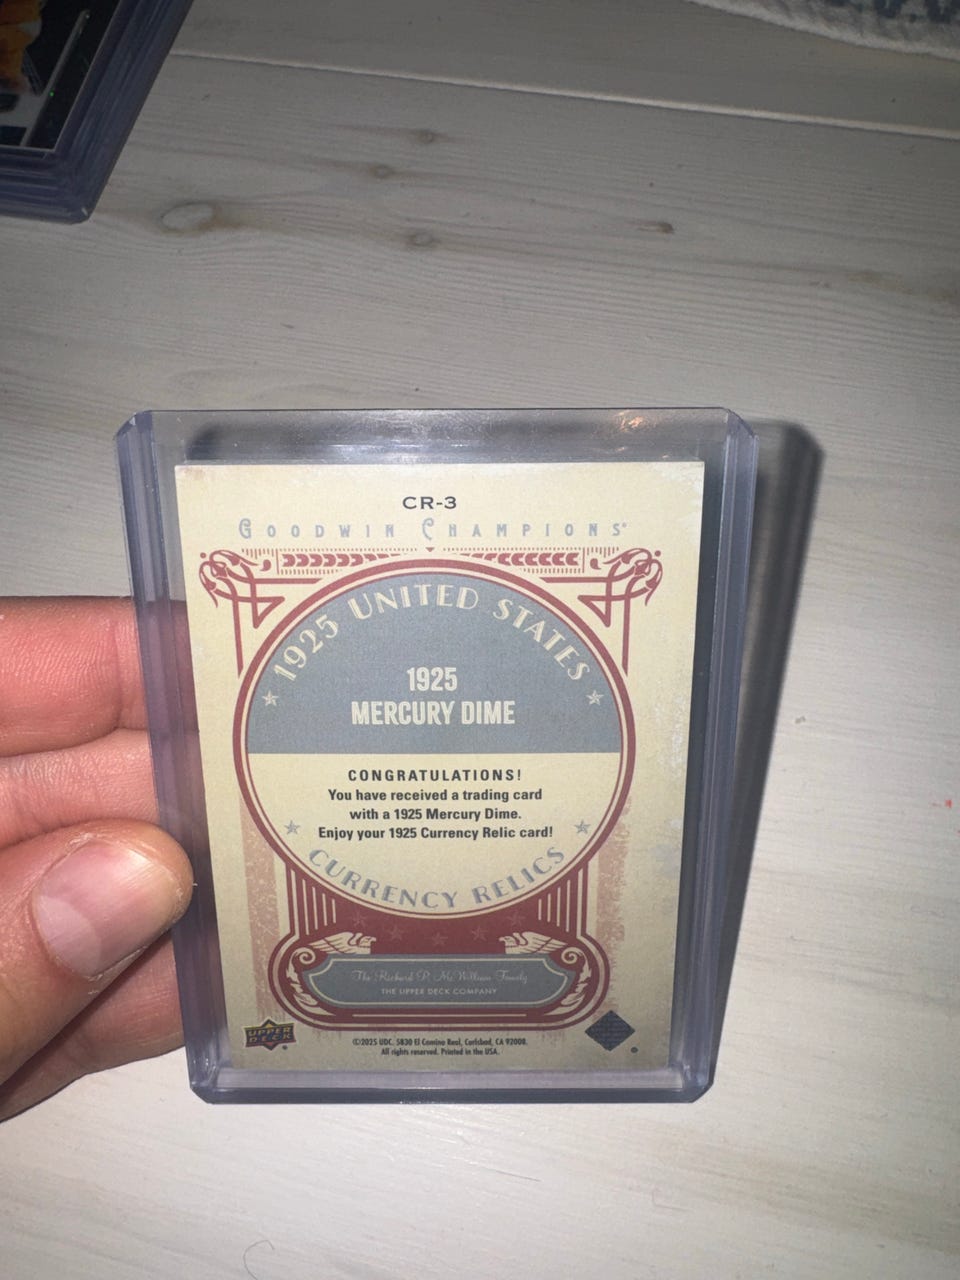 CR-3
GOODWIN CHAMPIONS®
1925 UNITED STATES
1925
MERCURY DIME
CONGRATULATIONS!
You have received a trading card
with a 1925 Mercury Dime.
Enjoy your 1925 Currency Relic card!
CURRENCY RELICS
The Richard P. McWilliam Family
THE UPPER DECK COMPANY
UPPER
DECK
©2025 UDC. 5830 El Camino Real, Carlsbad, CA 92008.
All rights reserved. Printed in the USA.